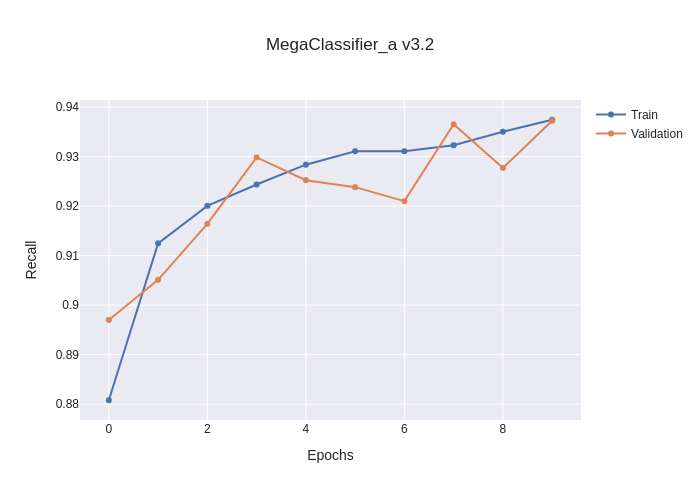 MegaClassifier_a v3.2
0.94
0.93
0.92
0.91
0.9
0.89
0.88
Recall
0
2
4
6
8
Epochs
Train
Validation